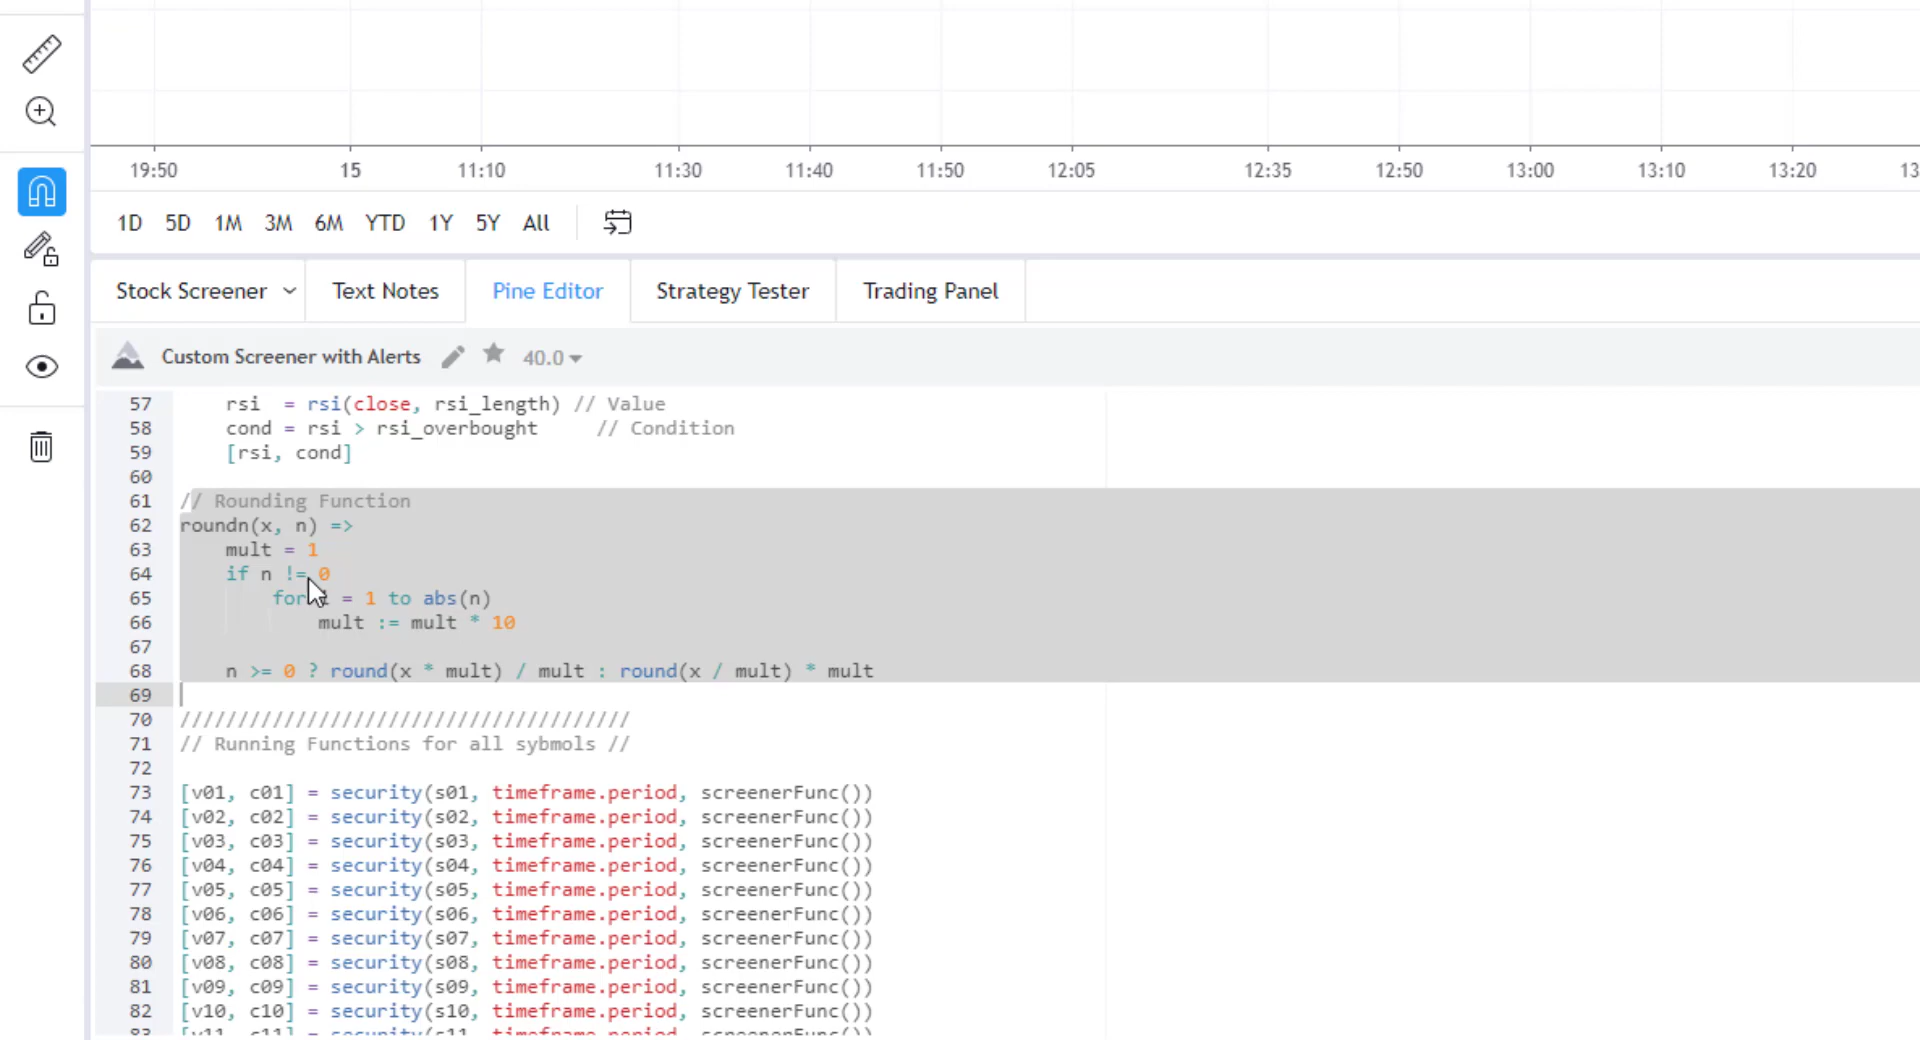 19:50 15 11:10 11:30 11:40 11:50 12:05 12:35 12:50 13:00 13:10 13:20 13
1D 5D 1M 3M 6M YTD 1Y 5Y All
Stock Screener Text Notes Pine Editor Strategy Tester Trading Panel
Custom Screener with Alerts 40.0
57 rsi = rsi(close, rsi_length) // Value
58 cond = rsi > rsi_overbought // Condition
59 [rsi, cond]
60
61 // Rounding Function
62 roundn(x, n) =>
63 mult = 1
64 if n != 0
65 for i = 1 to abs(n)
66 mult := mult * 10
67
68 n >= 0 ? round(x * mult) / mult : round(x / mult) * mult
69
70 ///////////////////////////////////////
71 // Running Functions for all sybmols //
72
73 [v01, c01] = security(s01, timeframe.period, screenerFunc())
74 [v02, c02] = security(s02, timeframe.period, screenerFunc())
75 [v03, c03] = security(s03, timeframe.period, screenerFunc())
76 [v04, c04] = security(s04, timeframe.period, screenerFunc())
77 [v05, c05] = security(s05, timeframe.period, screenerFunc())
78 [v06, c06] = security(s06, timeframe.period, screenerFunc())
79 [v07, c07] = security(s07, timeframe.period, screenerFunc())
80 [v08, c08] = security(s08, timeframe.period, screenerFunc())
81 [v09, c09] = security(s09, timeframe.period, screenerFunc())
82 [v10, c10] = security(s10, timeframe.period, screenerFunc())
83 [v11, c11] = security(s11, timeframe.period, screenerFunc())